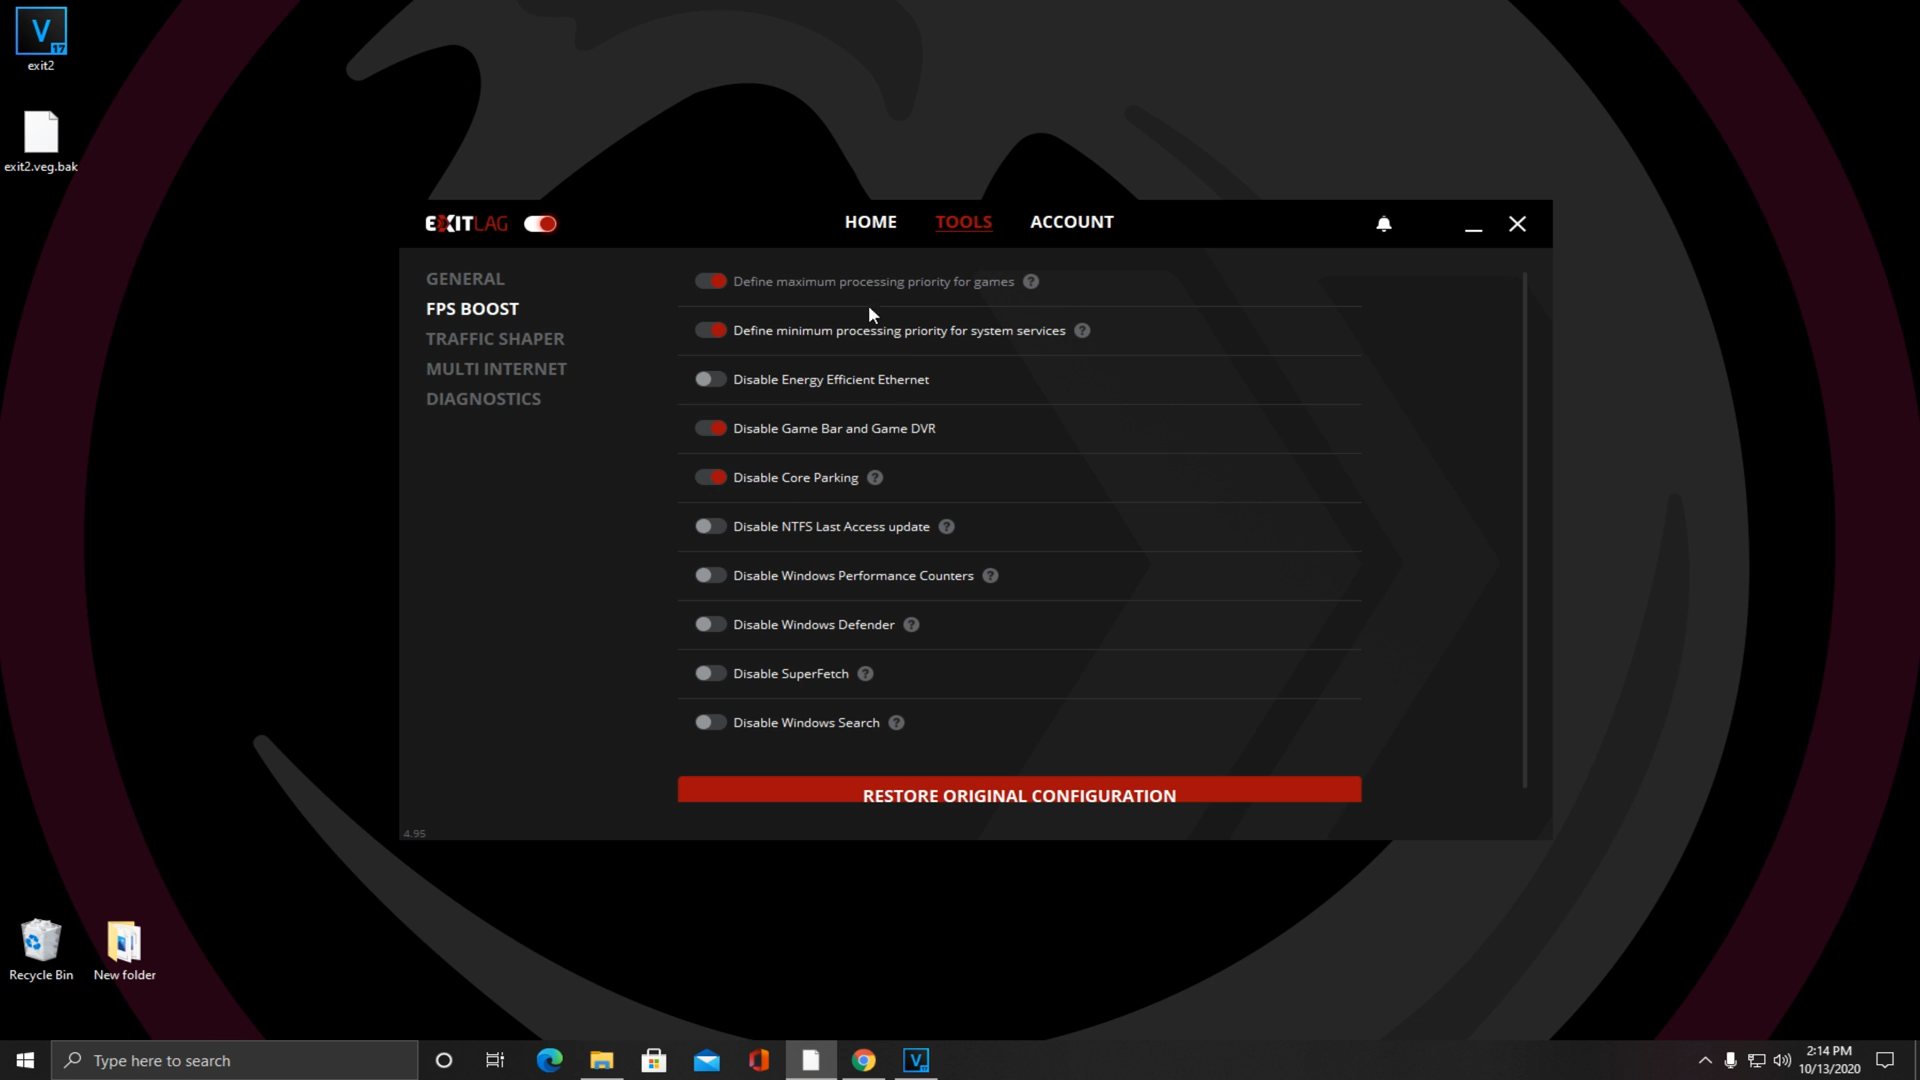 V
17
exit2
exit2.veg.bak
EXITLAG
HOME
TOOLS
ACCOUNT
GENERAL
FPS BOOST
TRAFFIC SHAPER
MULTI INTERNET
DIAGNOSTICS
Define maximum processing priority for games ?
Define minimum processing priority for system services ?
Disable Energy Efficient Ethernet
Disable Game Bar and Game DVR
Disable Core Parking ?
Disable NTFS Last Access update ?
Disable Windows Performance Counters ?
Disable Windows Defender ?
Disable SuperFetch ?
Disable Windows Search ?
RESTORE ORIGINAL CONFIGURATION
4.95
Recycle Bin
New folder
Type here to search
V
2:14 PM
10/13/2020